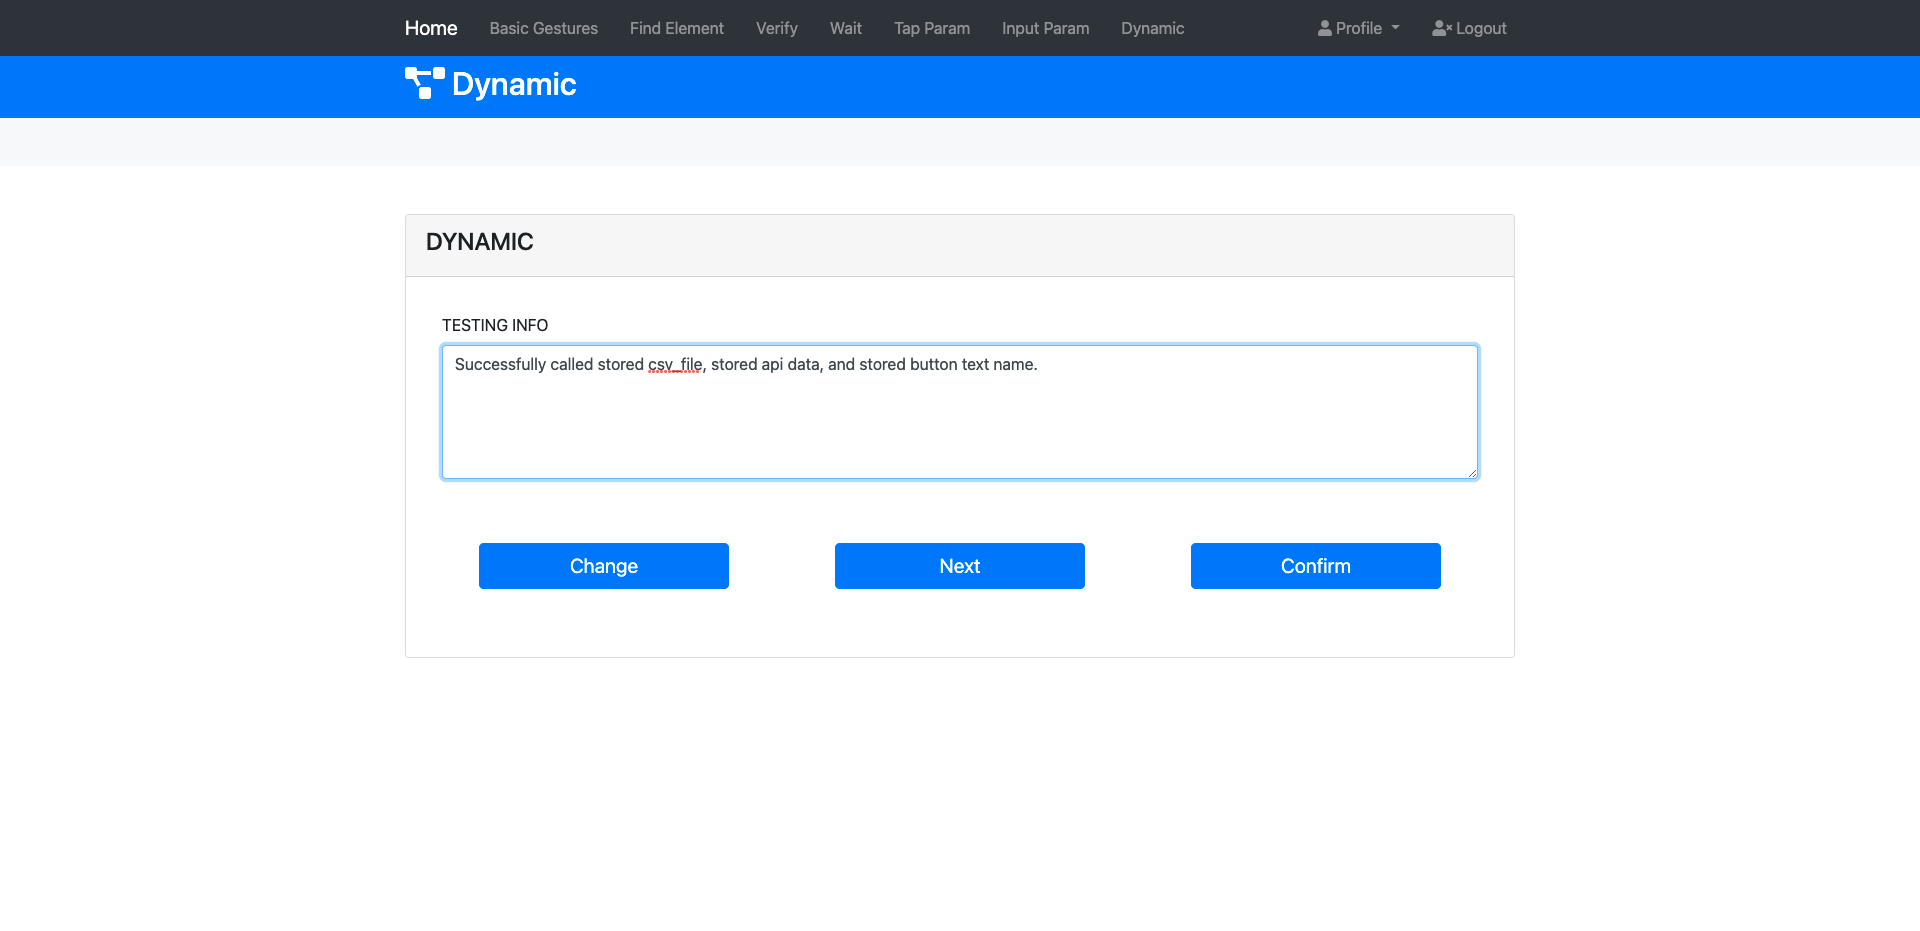 Home Basic Gestures Find Element Verify Wait Tap Param Input Param Dynamic Profile Logout
Dynamic
DYNAMIC
TESTING INFO
Successfully called stored csv_file, stored api data, and stored button text name.
Change Next Confirm